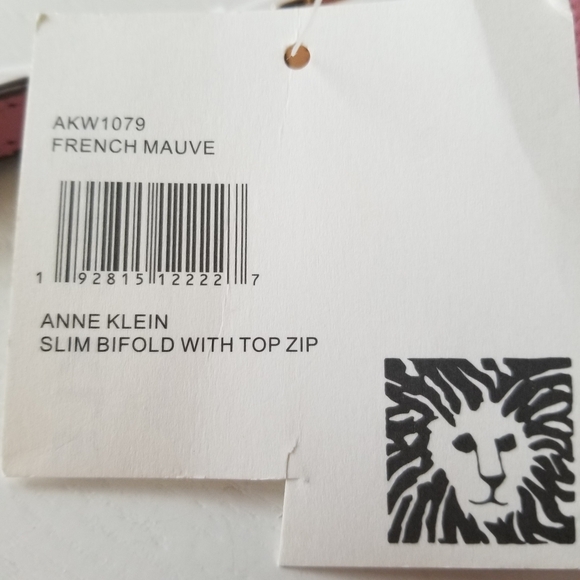 AKW1079
FRENCH MAUVE
1 92815 12222 7
ANNE KLEIN
SLIM BIFOLD WITH TOP ZIP